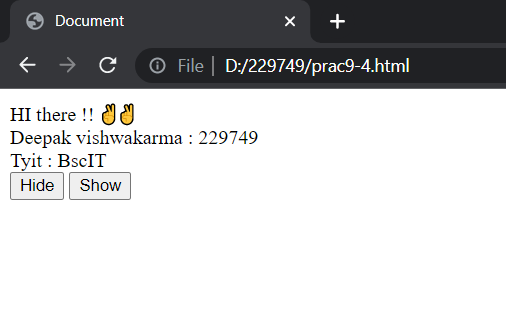 Document
File | D:/229749/prac9-4.html
HI there !! ✌✌
Deepak vishwakarma : 229749
Tyit : BscIT
Hide Show